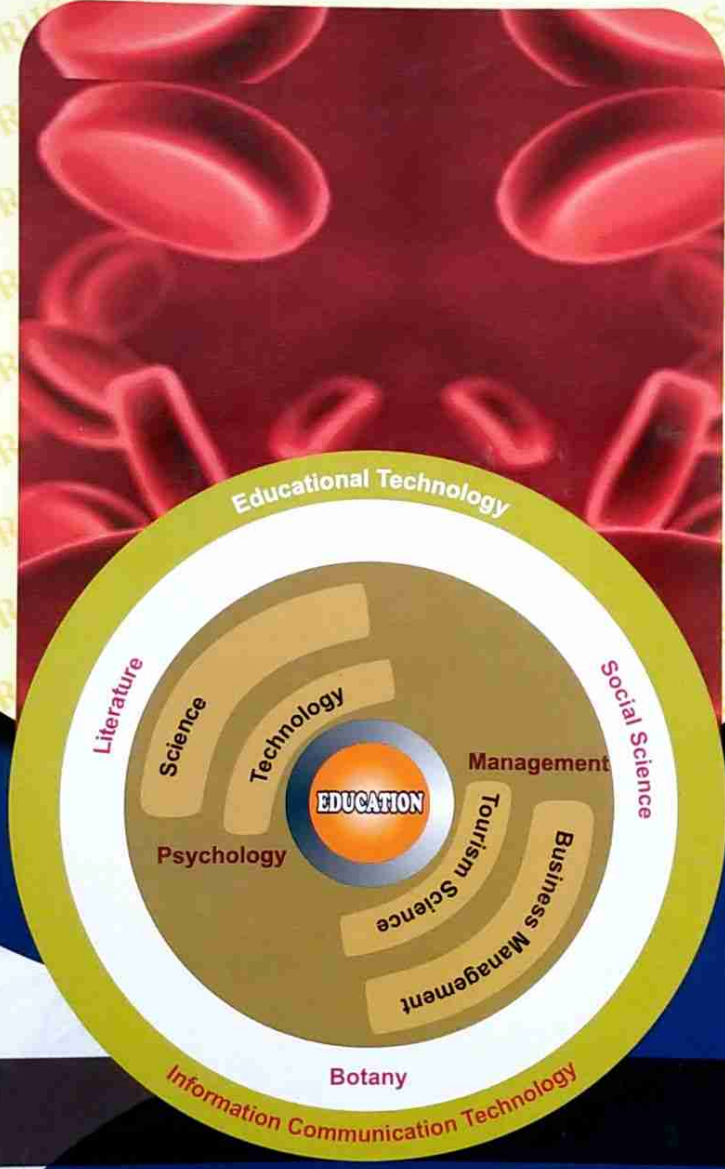 Educational Technology
Literature
Social Science
Science
Technology
Management
EDUCATION
Psychology
Tourism Science
Business Management
Botany
Information Communication Technology